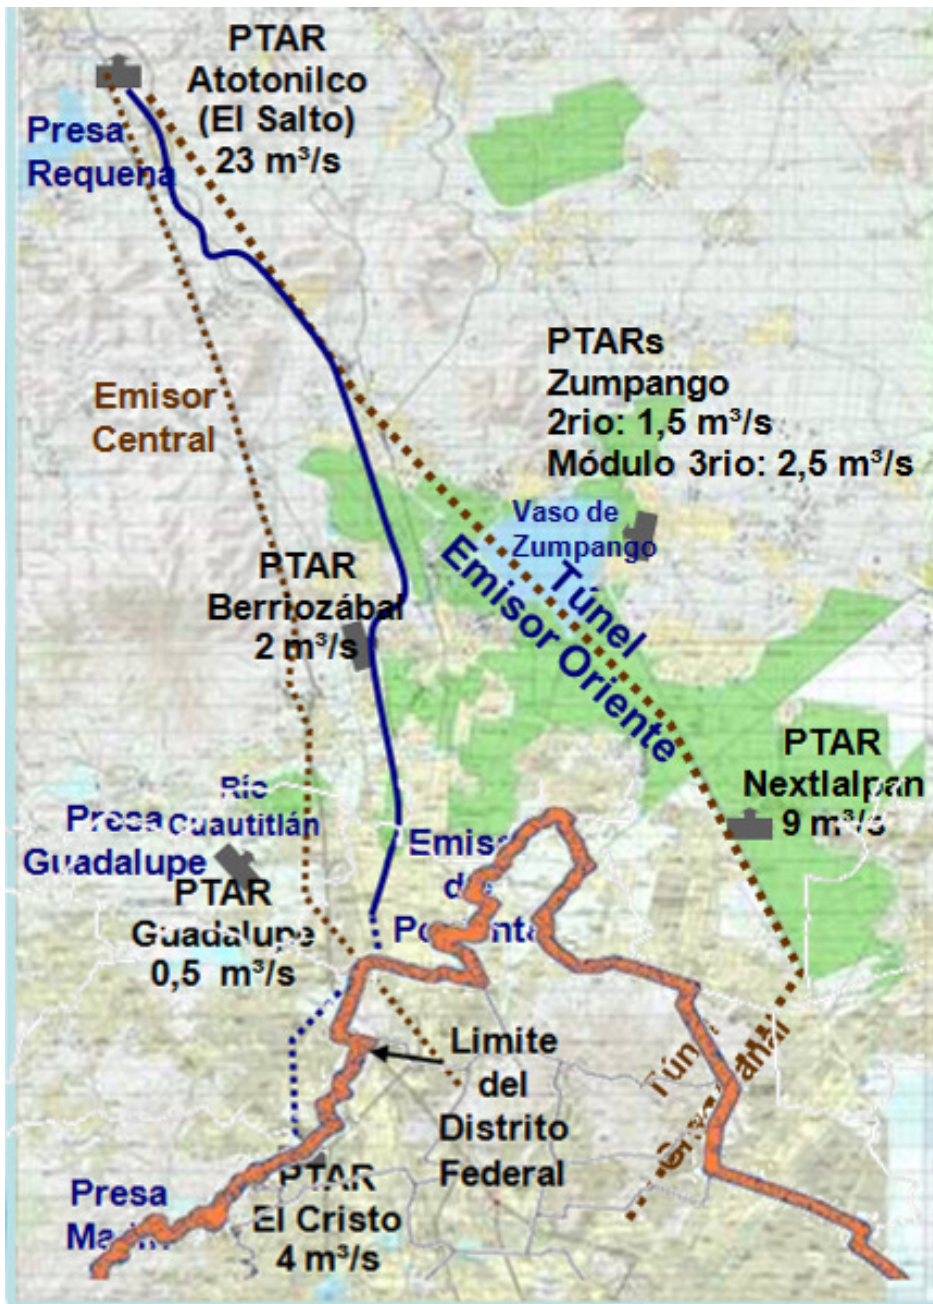 PTAR
Atotonilco
(El Salto)
23 m³/s
Presa
Requena
Emisor
Central
PTARs
Zumpango
2rio: 1,5 m³/s
Módulo 3rio: 2,5 m³/s
Vaso de
Zumpango
Túnel
Emisor Oriente
PTAR
Berriozábal
2 m³/s
PTAR
Nextlalpan
9 m³/s
Río
Cuautitlán
Presa
Guadalupe
PTAR
Guadalupe
0,5 m³/s
Limite
del
Distrito
Federal
Presa
PTAR
El Cristo
4 m³/s